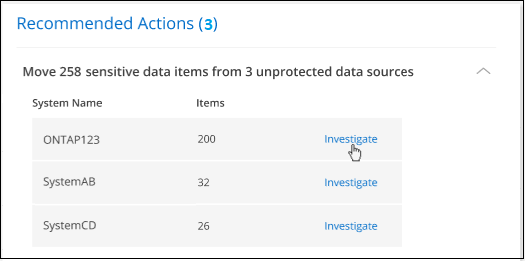 Recommended Actions (3)
Move 258 sensitive data items from 3 unprotected data sources
System Name Items
ONTAP123 200 Investigate
SystemAB 32 Investigate
SystemCD 26 Investigate